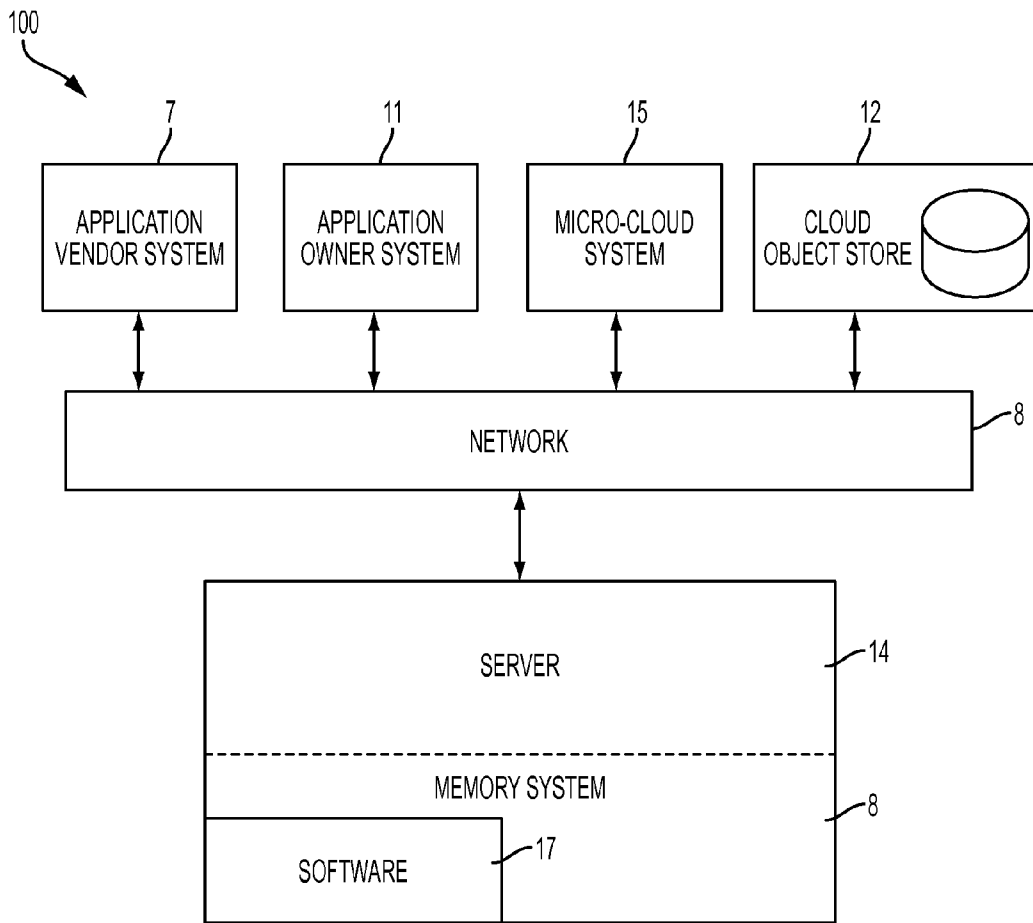 100
7
11
15
12
APPLICATION
VENDOR SYSTEM
APPLICATION
OWNER SYSTEM
MICRO-CLOUD
SYSTEM
CLOUD
OBJECT STORE
8
NETWORK
SERVER
14
MEMORY SYSTEM
8
17
SOFTWARE